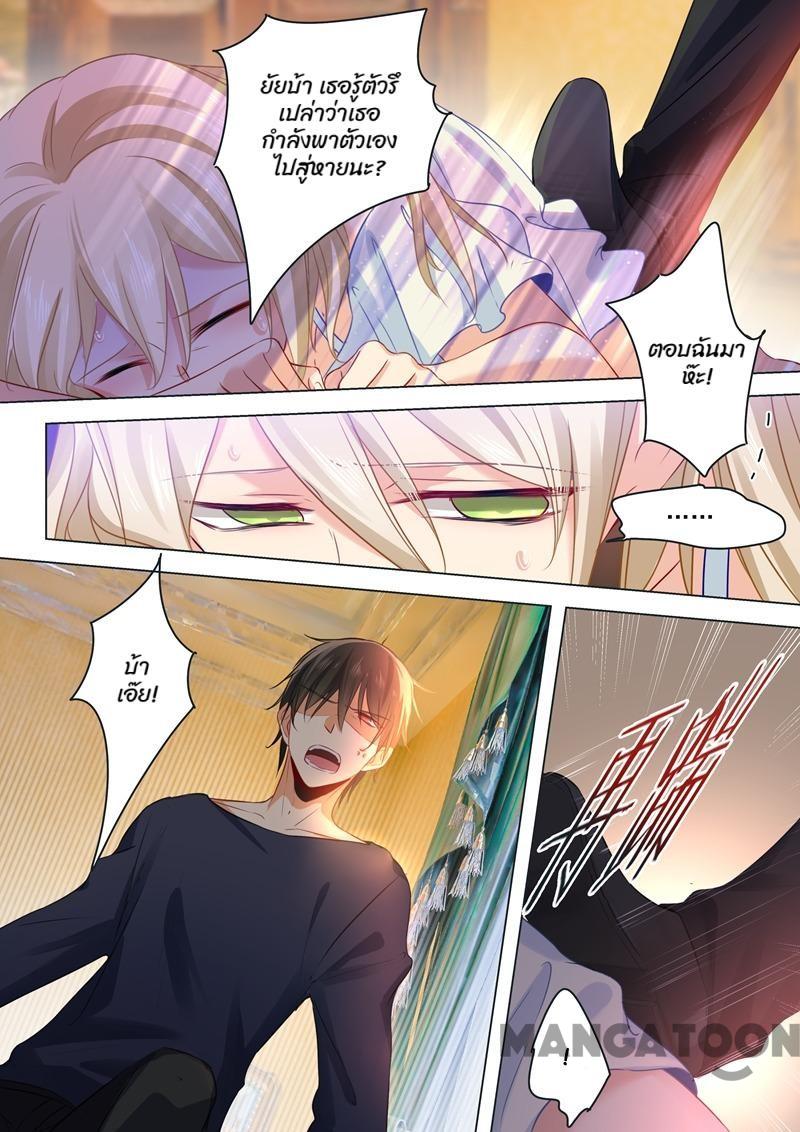 ยัยบ้า เธอรู้ตัวรึ
เปล่าว่าเธอ
กำลังพาตัวเอง
ไปสู่หายนะ?
ตอบฉันมา
ห๊ะ!
......
บ้า
เอ๊ย!
!
MANGATOON